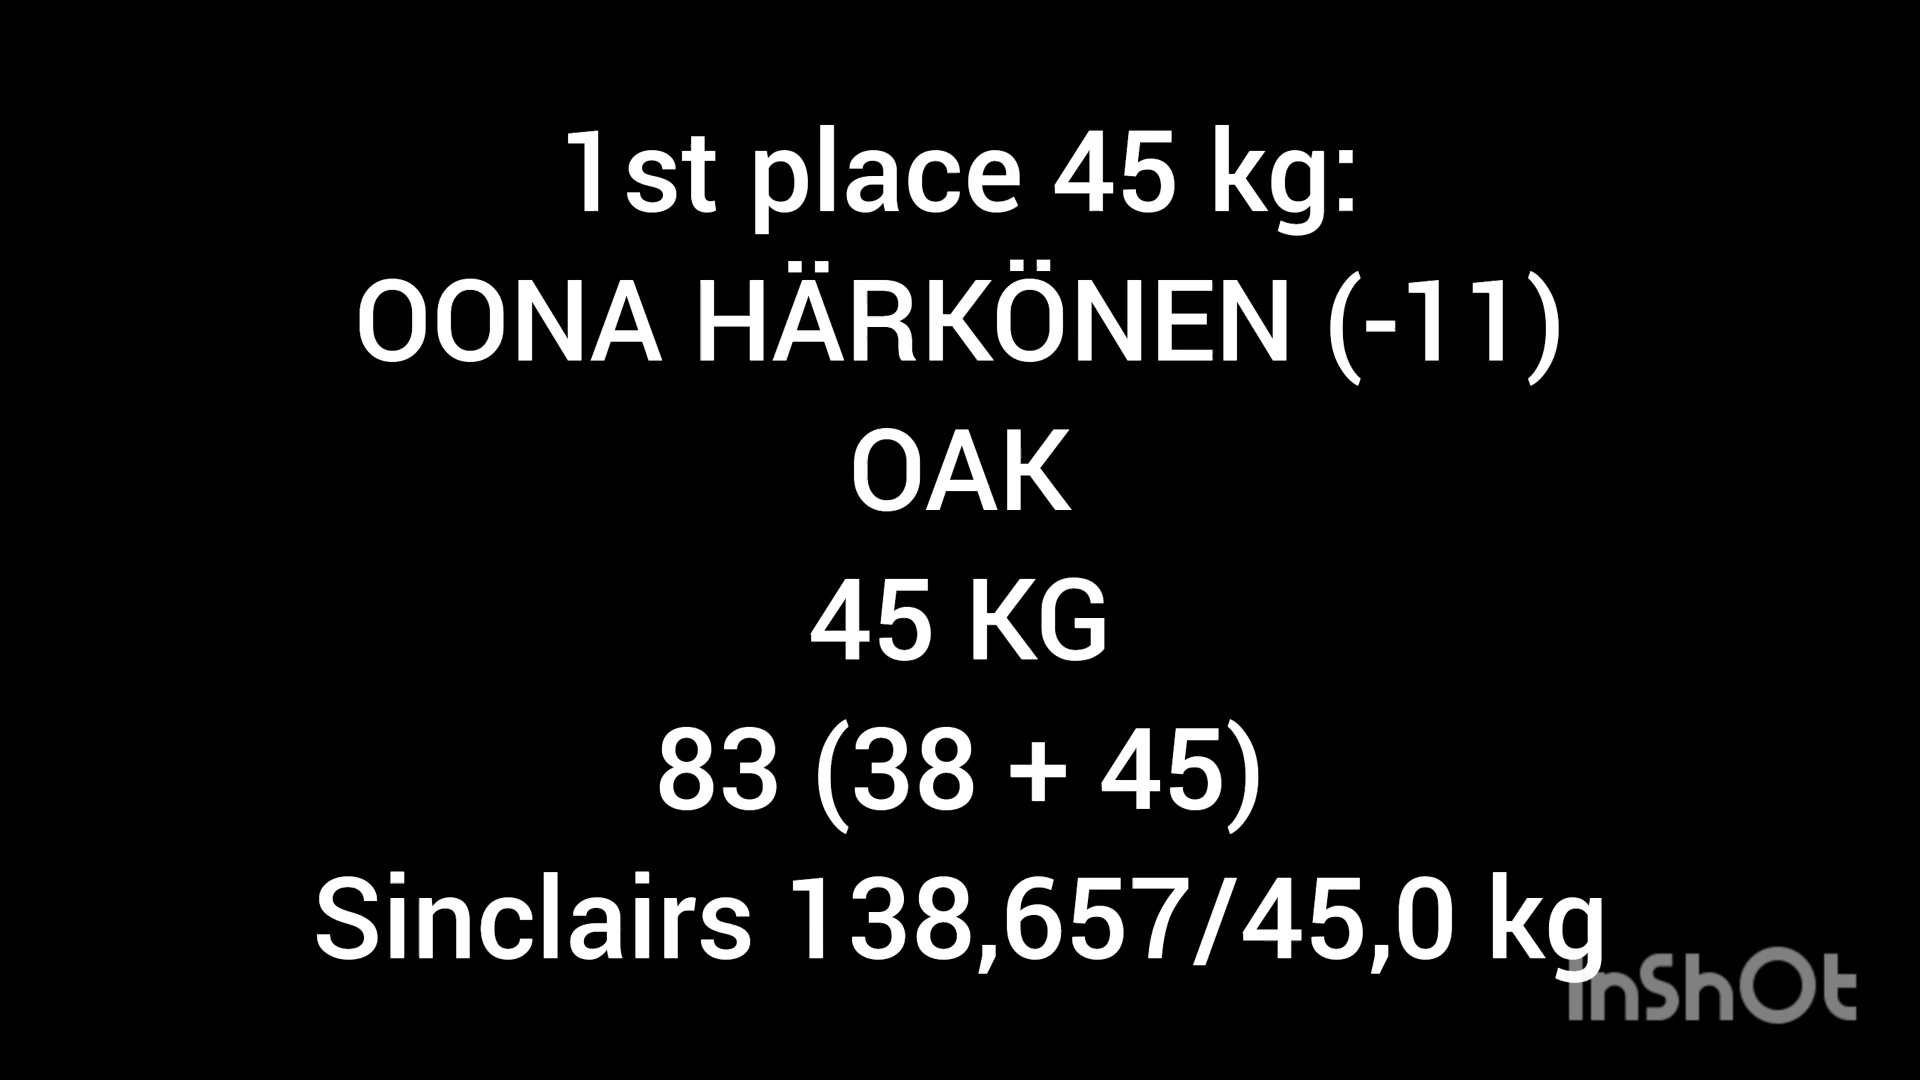 1st place 45 kg:
OONA HÄRKÖNEN (-11)
OAK
45 KG
83 (38 + 45)
Sinclairs 138,657/45,0 kg
InShOt